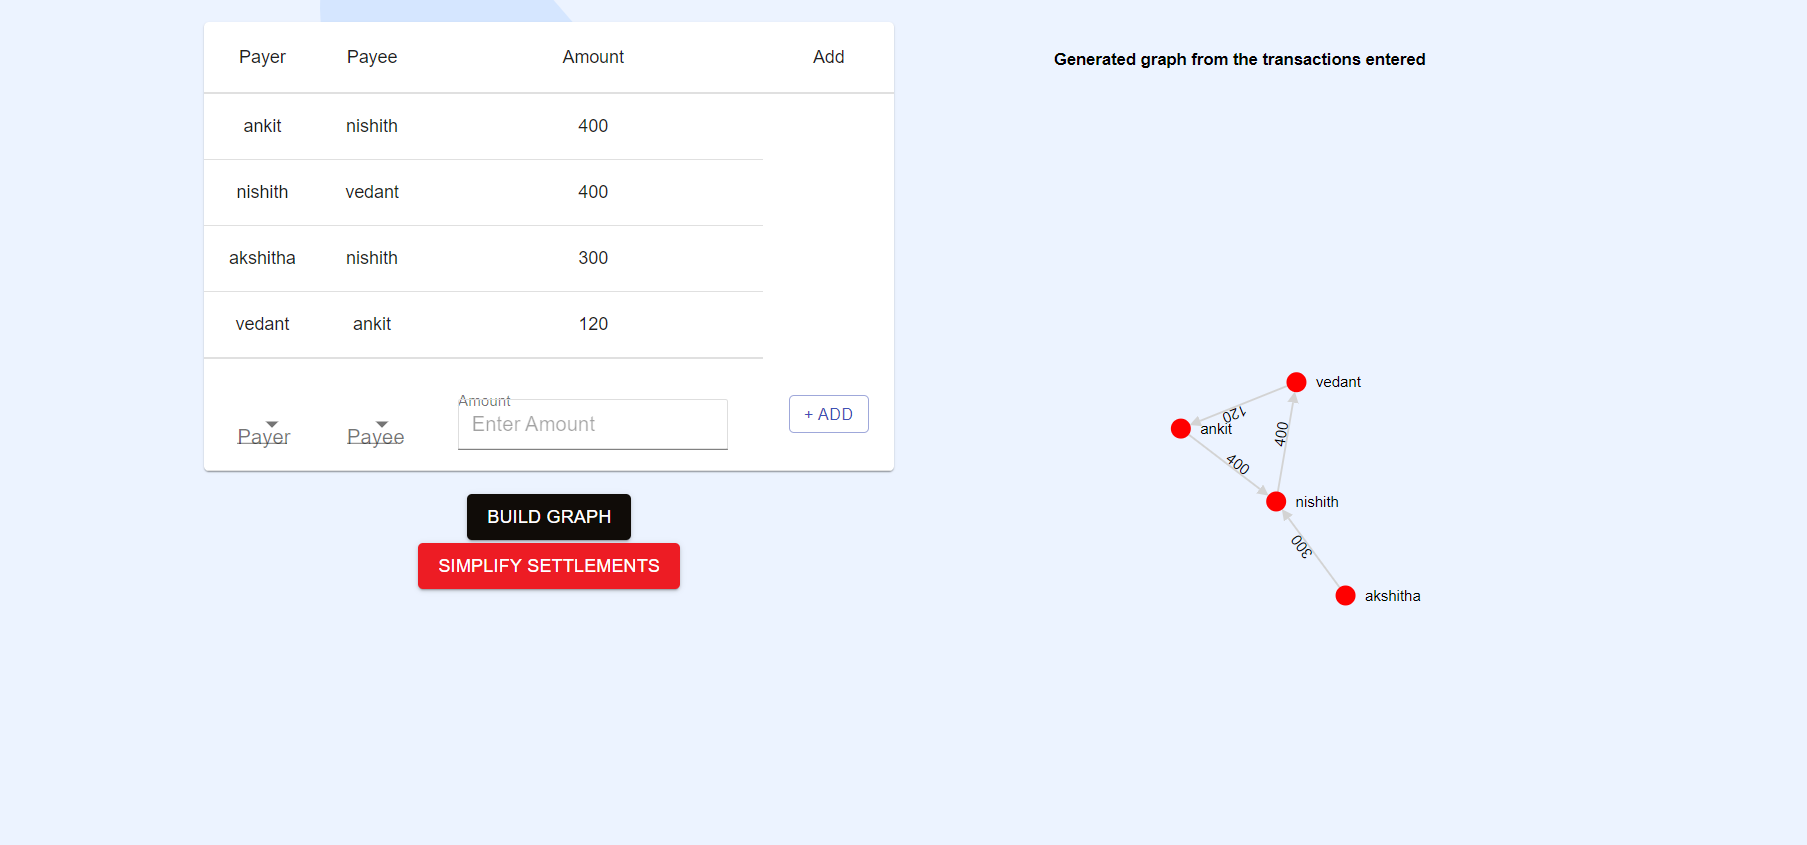 Payer Payee Amount Add
ankit nishith 400
nishith vedant 400
akshitha nishith 300
vedant ankit 120
Payer Payee Amount Enter Amount + ADD
BUILD GRAPH
SIMPLIFY SETTLEMENTS
Generated graph from the transactions entered
vedant
120
ankit
400
400
nishith
300
akshitha